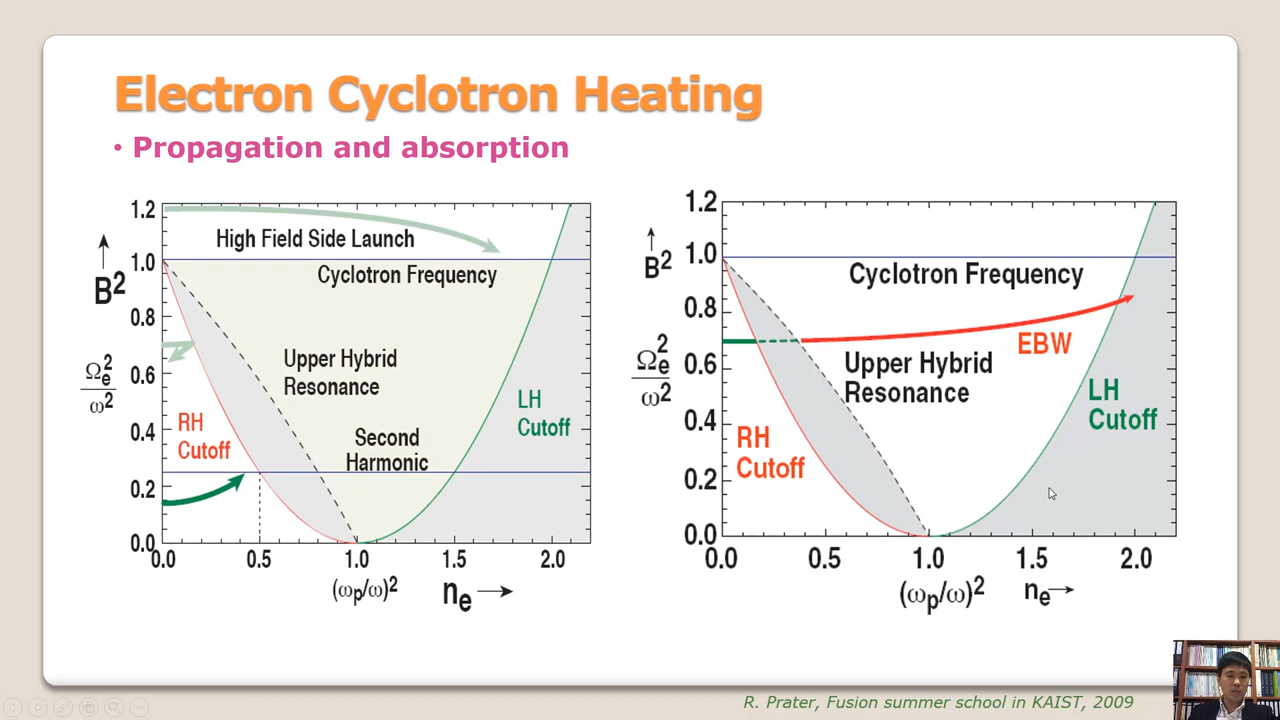 Electron Cyclotron Heating
• Propagation and absorption
1.2
1.0
0.8
0.6
0.4
0.2
0.0
B²
Ωe²
ω²
High Field Side Launch
Cyclotron Frequency
Upper Hybrid
Resonance
RH
Cutoff
LH
Cutoff
Second
Harmonic
0.0 0.5 1.0 1.5 2.0
(ωp/ω)² ne
1.2
1.0
0.8
0.6
0.4
0.2
0.0
B²
Ωe²
ω²
Cyclotron Frequency
EBW
Upper Hybrid
Resonance
LH
Cutoff
RH
Cutoff
0.0 0.5 1.0 1.5 2.0
(ωp/ω)² ne
R. Prater, Fusion summer school in KAIST, 2009